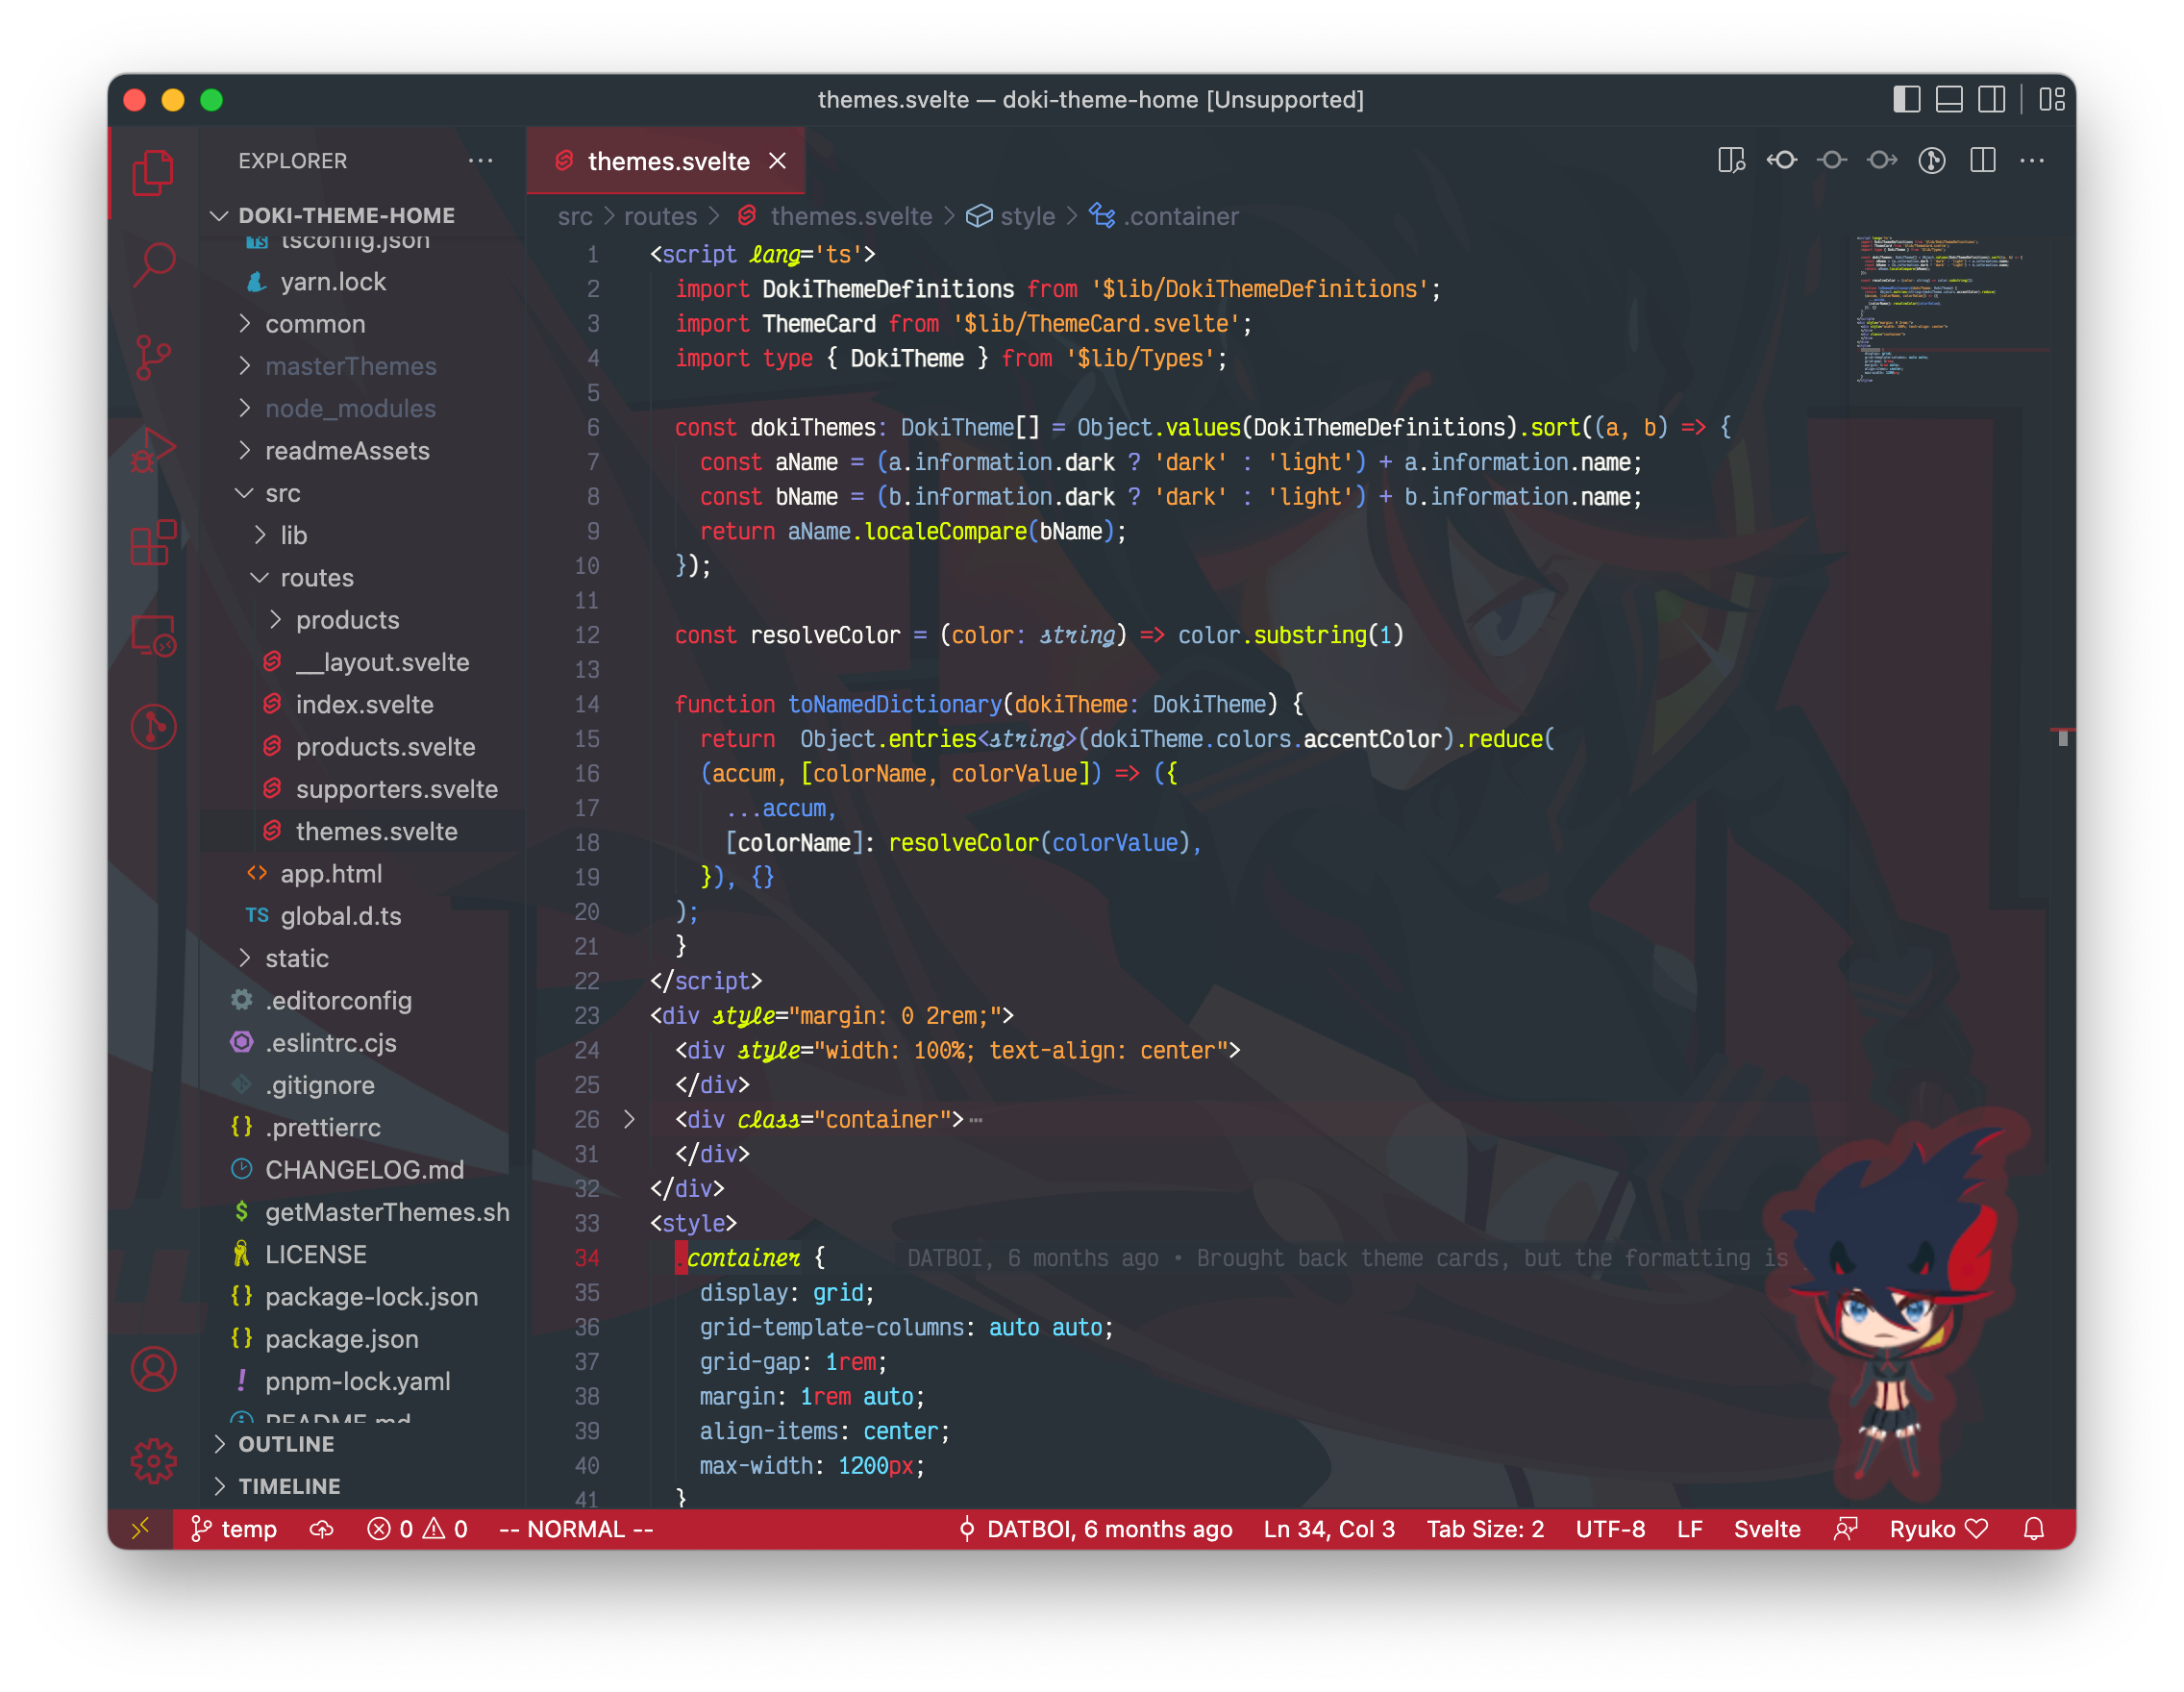 themes.svelte — doki-theme-home [Unsupported]
EXPLORER
DOKI-THEME-HOME
TS tsconfig.json
yarn.lock
common
masterThemes
node_modules
readmeAssets
src
lib
routes
products
__layout.svelte
index.svelte
products.svelte
supporters.svelte
themes.svelte
<> app.html
TS global.d.ts
static
.editorconfig
.eslintrc.cjs
.gitignore
{} .prettierrc
CHANGELOG.md
$ getMasterThemes.sh
LICENSE
{} package-lock.json
{} package.json
! pnpm-lock.yaml
README.md
OUTLINE
TIMELINE
themes.svelte
src > routes > themes.svelte > style > .container
1 <script lang='ts'>
2 import DokiThemeDefinitions from '$lib/DokiThemeDefinitions';
3 import ThemeCard from '$lib/ThemeCard.svelte';
4 import type { DokiTheme } from '$lib/Types';
5
6 const dokiThemes: DokiTheme[] = Object.values(DokiThemeDefinitions).sort((a, b) => {
7 const aName = (a.information.dark ? 'dark' : 'light') + a.information.name;
8 const bName = (b.information.dark ? 'dark' : 'light') + b.information.name;
9 return aName.localeCompare(bName);
10 });
11
12 const resolveColor = (color: string) => color.substring(1)
13
14 function toNamedDictionary(dokiTheme: DokiTheme) {
15 return  Object.entries<string>(dokiTheme.colors.accentColor).reduce(
16 (accum, [colorName, colorValue]) => ({
17 ...accum,
18 [colorName]: resolveColor(colorValue),
19 }), {}
20 );
21 }
22 </script>
23 <div style="margin: 0 2rem;">
24 <div style="width: 100%; text-align: center">
25 </div>
26 <div class="container">⋯
31 </div>
32 </div>
33 <style>
34 .container { DATBOI, 6 months ago • Brought back theme cards, but the formatting is
35 display: grid;
36 grid-template-columns: auto auto;
37 grid-gap: 1rem;
38 margin: 1rem auto;
39 align-items: center;
40 max-width: 1200px;
41 }
temp 0 0 -- NORMAL -- DATBOI, 6 months ago Ln 34, Col 3 Tab Size: 2 UTF-8 LF Svelte Ryuko ♡